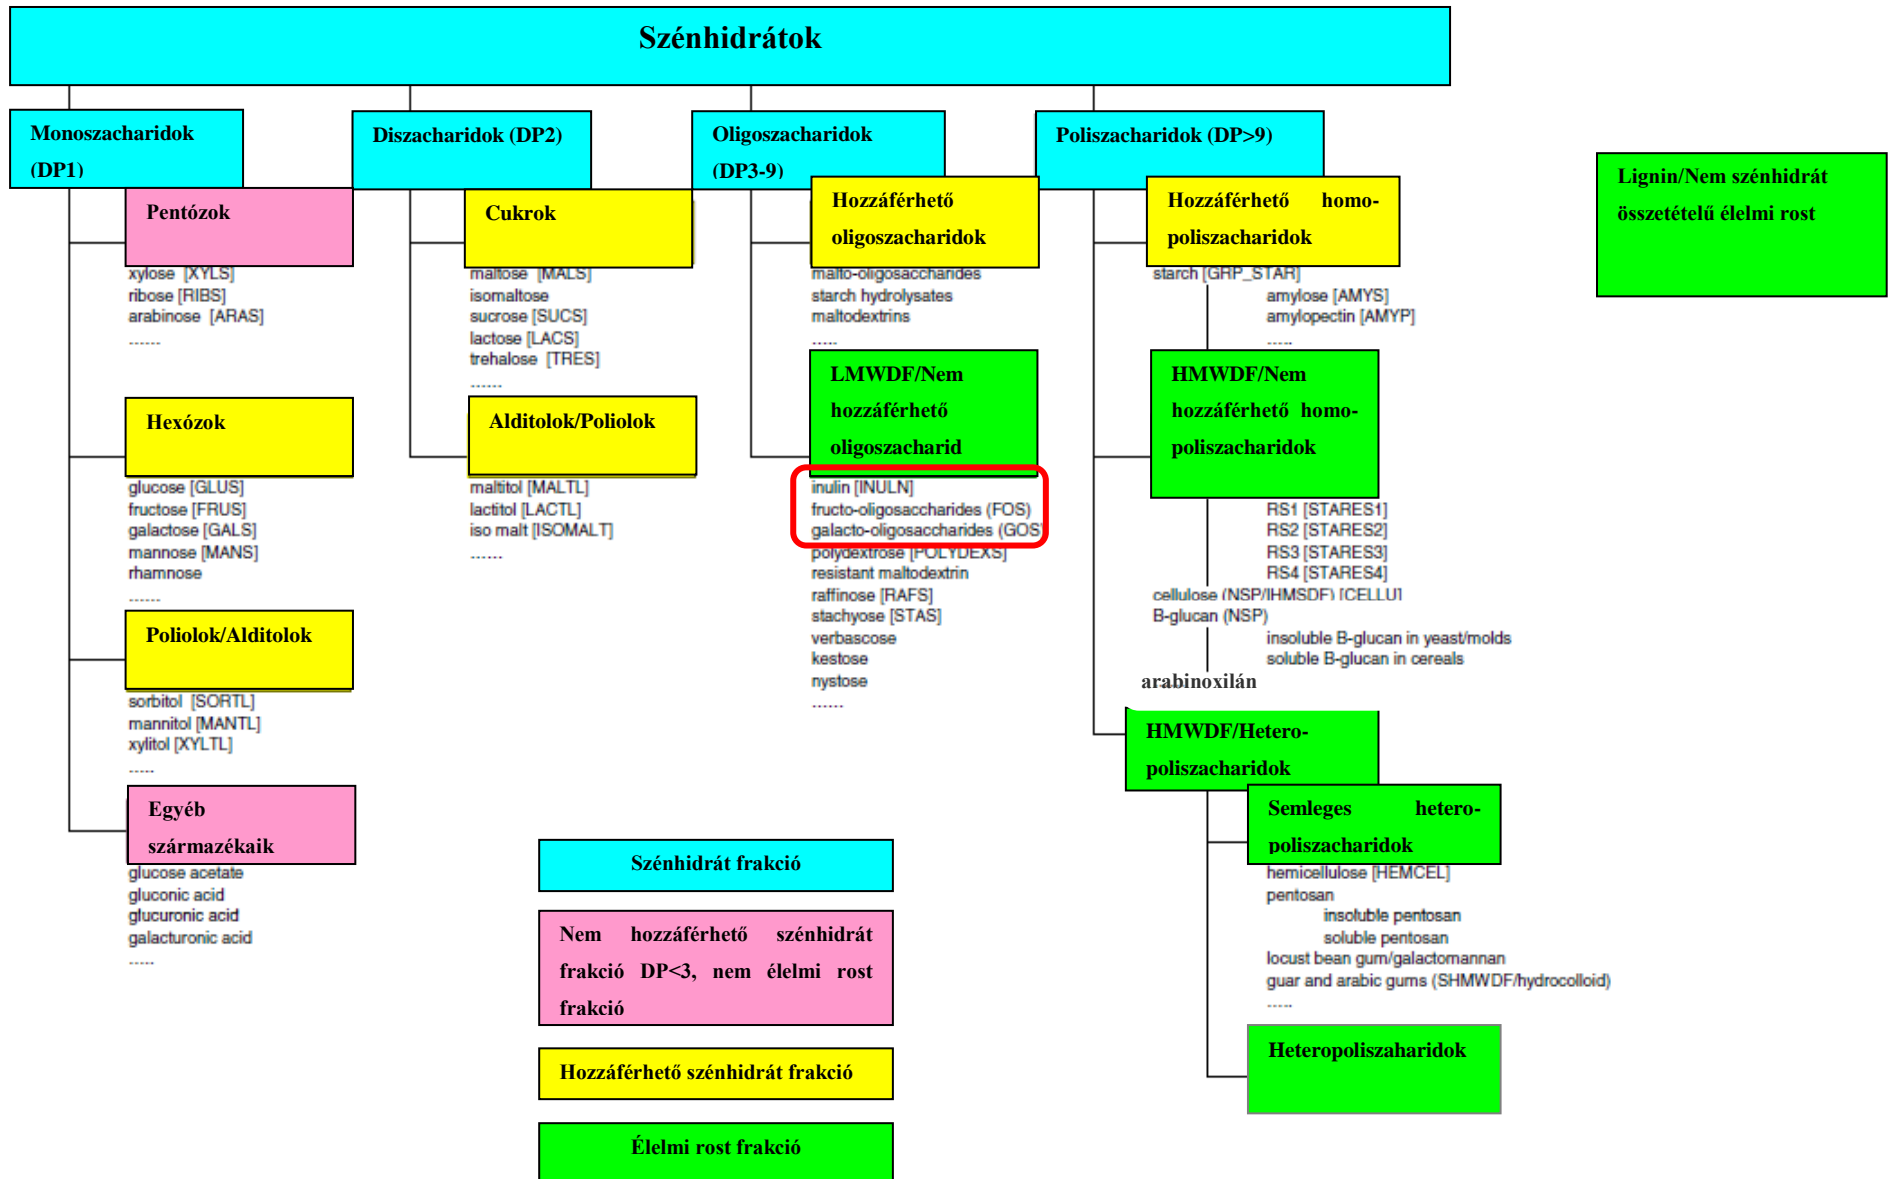 Szénhidrátok
Monoszacharidok
(DP1)
Pentózok
xylose [XYLS]
ribose [RIBS]
arabinose [ARAS]
......
Hexózok
glucose [GLUS]
fructose [FRUS]
galactose [GALS]
mannose [MANS]
rhamnose
......
Poliolok/Alditolok
sorbitol [SORTL]
mannitol [MANTL]
xylitol [XYLTL]
.....
Egyéb
származékaik
glucose acetate
gluconic acid
glucuronic acid
galacturonic acid
.....
Diszacharidok (DP2)
Cukrok
maltose [MALS]
isomaltose
sucrose [SUCS]
lactose [LACS]
trehalose [TRES]
......
Alditolok/Poliolok
maltitol [MALTL]
lactitol [LACTL]
iso malt [ISOMALT]
......
Oligoszacharidok
(DP3-9)
Hozzáférhető
oligoszacharidok
malto-oligosaccharides
starch hydrolysates
maltodextrins
.....
LMWDF/Nem
hozzáférhető
oligoszacharid
inulin [INULN]
fructo-oligosaccharides (FOS)
galacto-oligosaccharides (GOS)
polydextrose [POLYDEXS]
resistant maltodextrin
raffinose [RAFS]
stachyose [STAS]
verbascose
kestose
nystose
......
Poliszacharidok (DP>9)
Hozzáférhető homo-
poliszacharidok
starch [GRP_STAR]
amylose [AMYS]
amylopectin [AMYP]
.....
HMWDF/Nem
hozzáférhető homo-
poliszacharidok
RS1 [STARES1]
RS2 [STARES2]
RS3 [STARES3]
RS4 [STARES4]
cellulose (NSP/IHMSDF) [CELLU]
B-glucan (NSP)
insoluble B-glucan in yeast/molds
soluble B-glucan in cereals
arabinoxilán
HMWDF/Hetero-
poliszacharidok
Semleges hetero-
poliszacharidok
hemicellulose [HEMCEL]
pentosan
insoluble pentosan
soluble pentosan
locust bean gum/galactomannan
guar and arabic gums (SHMWDF/hydrocolloid)
.....
Heteropoliszaharidok
Lignin/Nem szénhidrát
összetételű élelmi rost
Szénhidrát frakció
Nem hozzáférhető szénhidrát
frakció DP<3, nem élelmi rost
frakció
Hozzáférhető szénhidrát frakció
Élelmi rost frakció